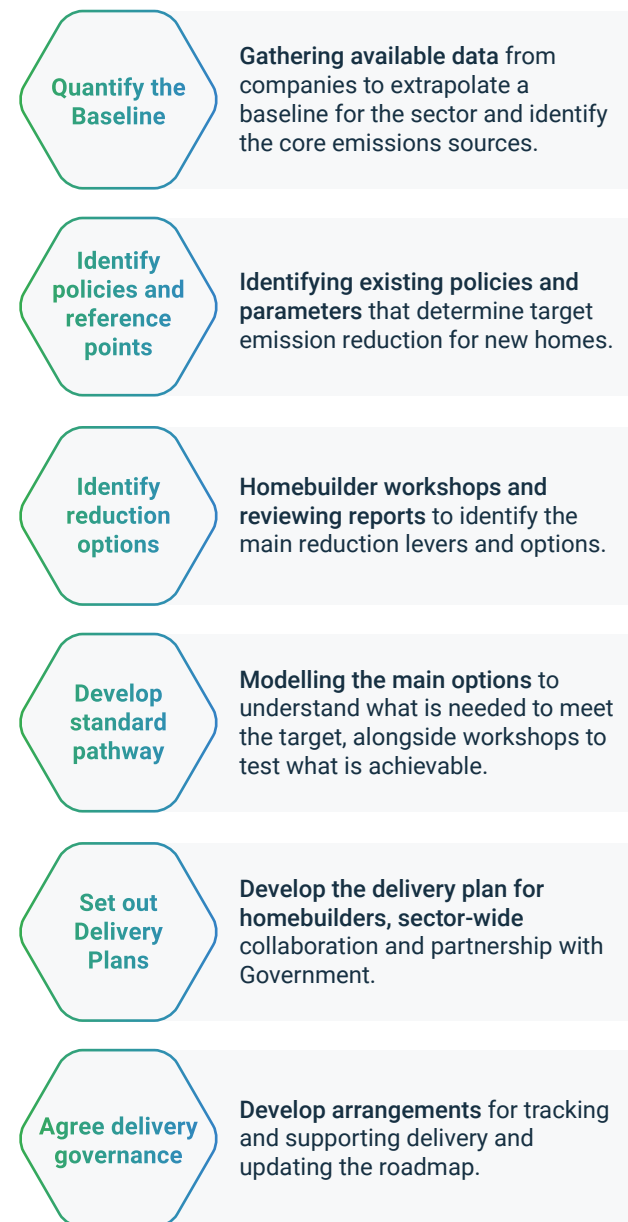 Quantify the
Baseline
Gathering available data from
companies to extrapolate a
baseline for the sector and identify
the core emissions sources.
Identify
policies and
reference
points
Identifying existing policies and
parameters that determine target
emission reduction for new homes.
Identify
reduction
options
Homebuilder workshops and
reviewing reports to identify the
main reduction levers and options.
Develop
standard
pathway
Modelling the main options to
understand what is needed to meet
the target, alongside workshops to
test what is achievable.
Set out
Delivery
Plans
Develop the delivery plan for
homebuilders, sector-wide
collaboration and partnership with
Government.
Agree delivery
governance
Develop arrangements for tracking
and supporting delivery and
updating the roadmap.